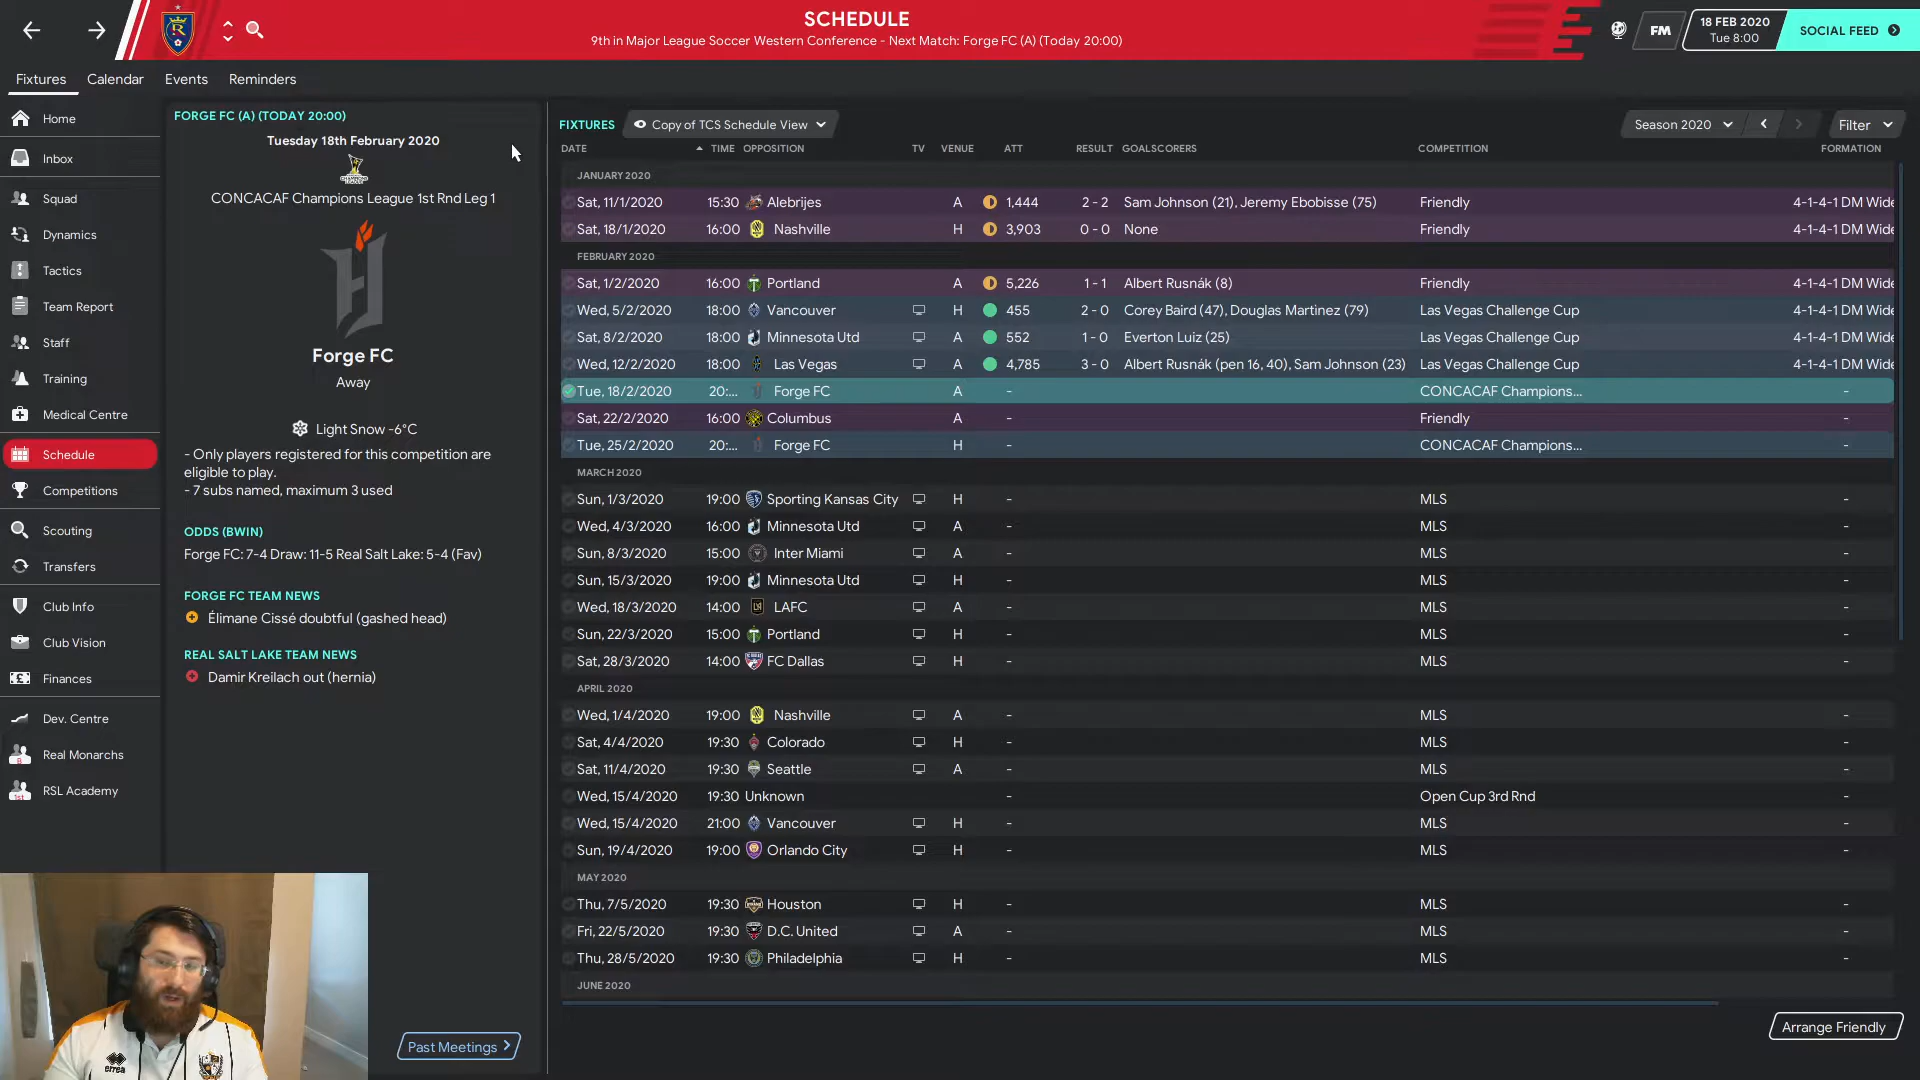 SCHEDULE
9th in Major League Soccer Western Conference - Next Match: Forge FC (A) (Today 20:00)
FM
18 FEB 2020
Tue 8:00
SOCIAL FEED
Fixtures Calendar Events Reminders
Home
Inbox
Squad
Dynamics
Tactics
Team Report
Staff
Training
Medical Centre
Schedule
Competitions
Scouting
Transfers
Club Info
Club Vision
Finances
Dev. Centre
Real Monarchs
RSL Academy
FORGE FC (A) (TODAY 20:00)
Tuesday 18th February 2020
CONCACAF Champions League 1st Rnd Leg 1
Forge FC
Away
Light Snow -6°C
- Only players registered for this competition are
eligible to play.
- 7 subs named, maximum 3 used
ODDS (BWIN)
Forge FC: 7-4 Draw: 11-5 Real Salt Lake: 5-4 (Fav)
FORGE FC TEAM NEWS
Élimane Cissé doubtful (gashed head)
REAL SALT LAKE TEAM NEWS
Damir Kreilach out (hernia)
Past Meetings
FIXTURES Copy of TCS Schedule View Season 2020 Filter
DATE TIME OPPOSITION TV VENUE ATT RESULT GOALSCORERS COMPETITION FORMATION
JANUARY 2020
Sat, 11/1/2020 15:30 Alebrijes A 1,444 2 - 2 Sam Johnson (21), Jeremy Ebobisse (75) Friendly 4-1-4-1 DM Wide
Sat, 18/1/2020 16:00 Nashville H 3,903 0 - 0 None Friendly 4-1-4-1 DM Wide
FEBRUARY 2020
Sat, 1/2/2020 16:00 Portland A 5,226 1 - 1 Albert Rusnák (8) Friendly 4-1-4-1 DM Wide
Wed, 5/2/2020 18:00 Vancouver H 455 2 - 0 Corey Baird (47), Douglas Martìnez (79) Las Vegas Challenge Cup 4-1-4-1 DM Wide
Sat, 8/2/2020 18:00 Minnesota Utd A 552 1 - 0 Everton Luiz (25) Las Vegas Challenge Cup 4-1-4-1 DM Wide
Wed, 12/2/2020 18:00 Las Vegas A 4,785 3 - 0 Albert Rusnák (pen 16, 40), Sam Johnson (23) Las Vegas Challenge Cup 4-1-4-1 DM Wide
Tue, 18/2/2020 20:... Forge FC A - CONCACAF Champions... -
Sat, 22/2/2020 16:00 Columbus A - Friendly -
Tue, 25/2/2020 20:... Forge FC H - CONCACAF Champions... -
MARCH 2020
Sun, 1/3/2020 19:00 Sporting Kansas City H - MLS -
Wed, 4/3/2020 16:00 Minnesota Utd A - MLS -
Sun, 8/3/2020 15:00 Inter Miami A - MLS -
Sun, 15/3/2020 19:00 Minnesota Utd H - MLS -
Wed, 18/3/2020 14:00 LAFC A - MLS -
Sun, 22/3/2020 15:00 Portland H - MLS -
Sat, 28/3/2020 14:00 FC Dallas H - MLS -
APRIL 2020
Wed, 1/4/2020 19:00 Nashville A - MLS -
Sat, 4/4/2020 19:30 Colorado H - MLS -
Sat, 11/4/2020 19:30 Seattle A - MLS -
Wed, 15/4/2020 19:30 Unknown - Open Cup 3rd Rnd -
Wed, 15/4/2020 21:00 Vancouver H - MLS -
Sun, 19/4/2020 19:00 Orlando City H - MLS -
MAY 2020
Thu, 7/5/2020 19:30 Houston H - MLS -
Fri, 22/5/2020 19:30 D.C. United A - MLS -
Thu, 28/5/2020 19:30 Philadelphia H - MLS -
JUNE 2020
Arrange Friendly
errea